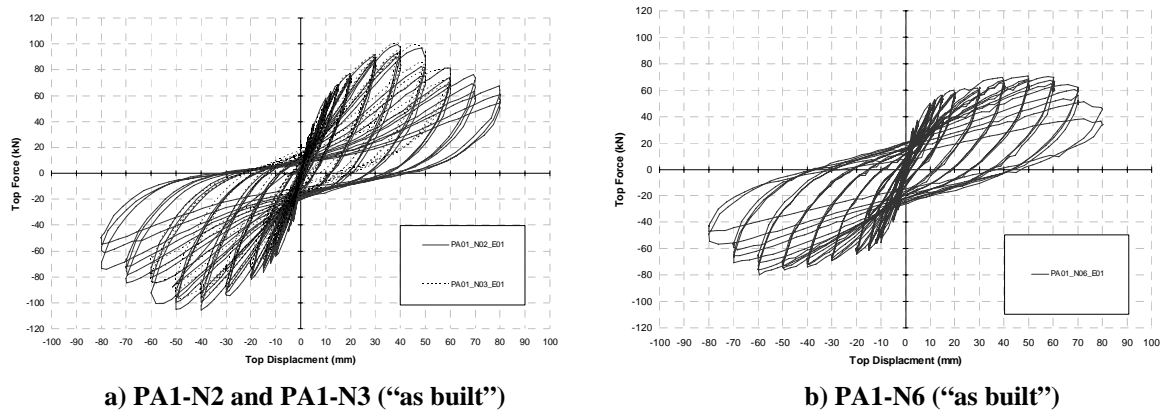 120
100
80
60
40
20
0
-20
-40
-60
-80
-100
-120
-100 -90 -80 -70 -60 -50 -40 -30 -20 -10 0 10 20 30 40 50 60 70 80 90 100
Top Force (kN)
Top Displacment (mm)
PA01_N02_E01
PA01_N03_E01
a) PA1-N2 and PA1-N3 (“as built”)
120
100
80
60
40
20
0
-20
-40
-60
-80
-100
-120
-100 -90 -80 -70 -60 -50 -40 -30 -20 -10 0 10 20 30 40 50 60 70 80 90 100
Top Force (kN)
Top Displacment (mm)
PA01_N06_E01
b) PA1-N6 (“as built”)